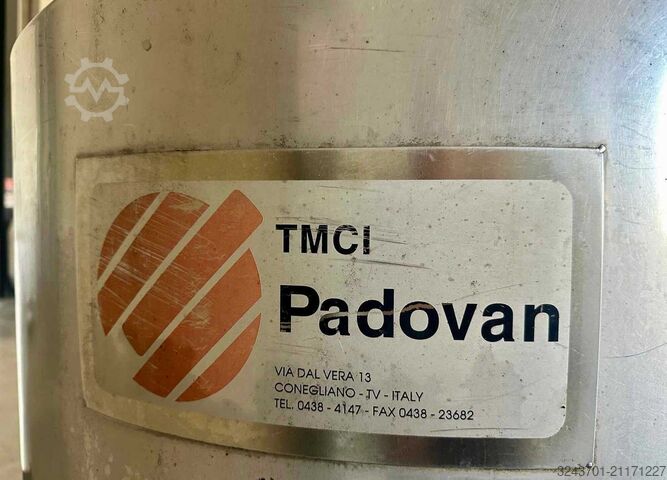 TMCI
Padovan
VIA DAL VERA 13
CONEGLIANO - TV - ITALY
TEL. 0438 - 4147 - FAX 0438 - 23682
3243701-21171227